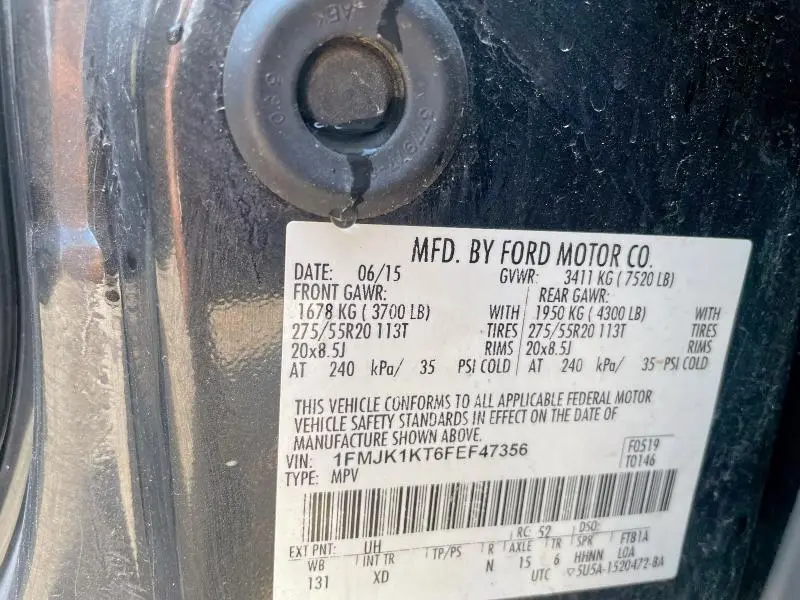 MFD. BY FORD MOTOR CO.
DATE: 06/15 GVWR: 3411 KG ( 7520 LB)
FRONT GAWR: REAR GAWR:
1678 KG ( 3700 LB) WITH 1950 KG ( 4300 LB) WITH
275/55R20 113T TIRES 275/55R20 113T TIRES
20x8.5J RIMS 20x8.5J RIMS
AT 240 kPa/ 35 PSI COLD AT 240 kPa/ 35 PSI COLD
THIS VEHICLE CONFORMS TO ALL APPLICABLE FEDERAL MOTOR
VEHICLE SAFETY STANDARDS IN EFFECT ON THE DATE OF
MANUFACTURE SHOWN ABOVE.
VIN: 1FMJK1KT6FEF47356 F0519
TYPE: MPV T0146
RC: 52 DSO:
EXT PNT: UH
WB INT TR TP/PS R AXLE TR SPR FTB1A
131 XD N 15 6 HHNN LOA
UTC ▽5U5A-1520472-BA